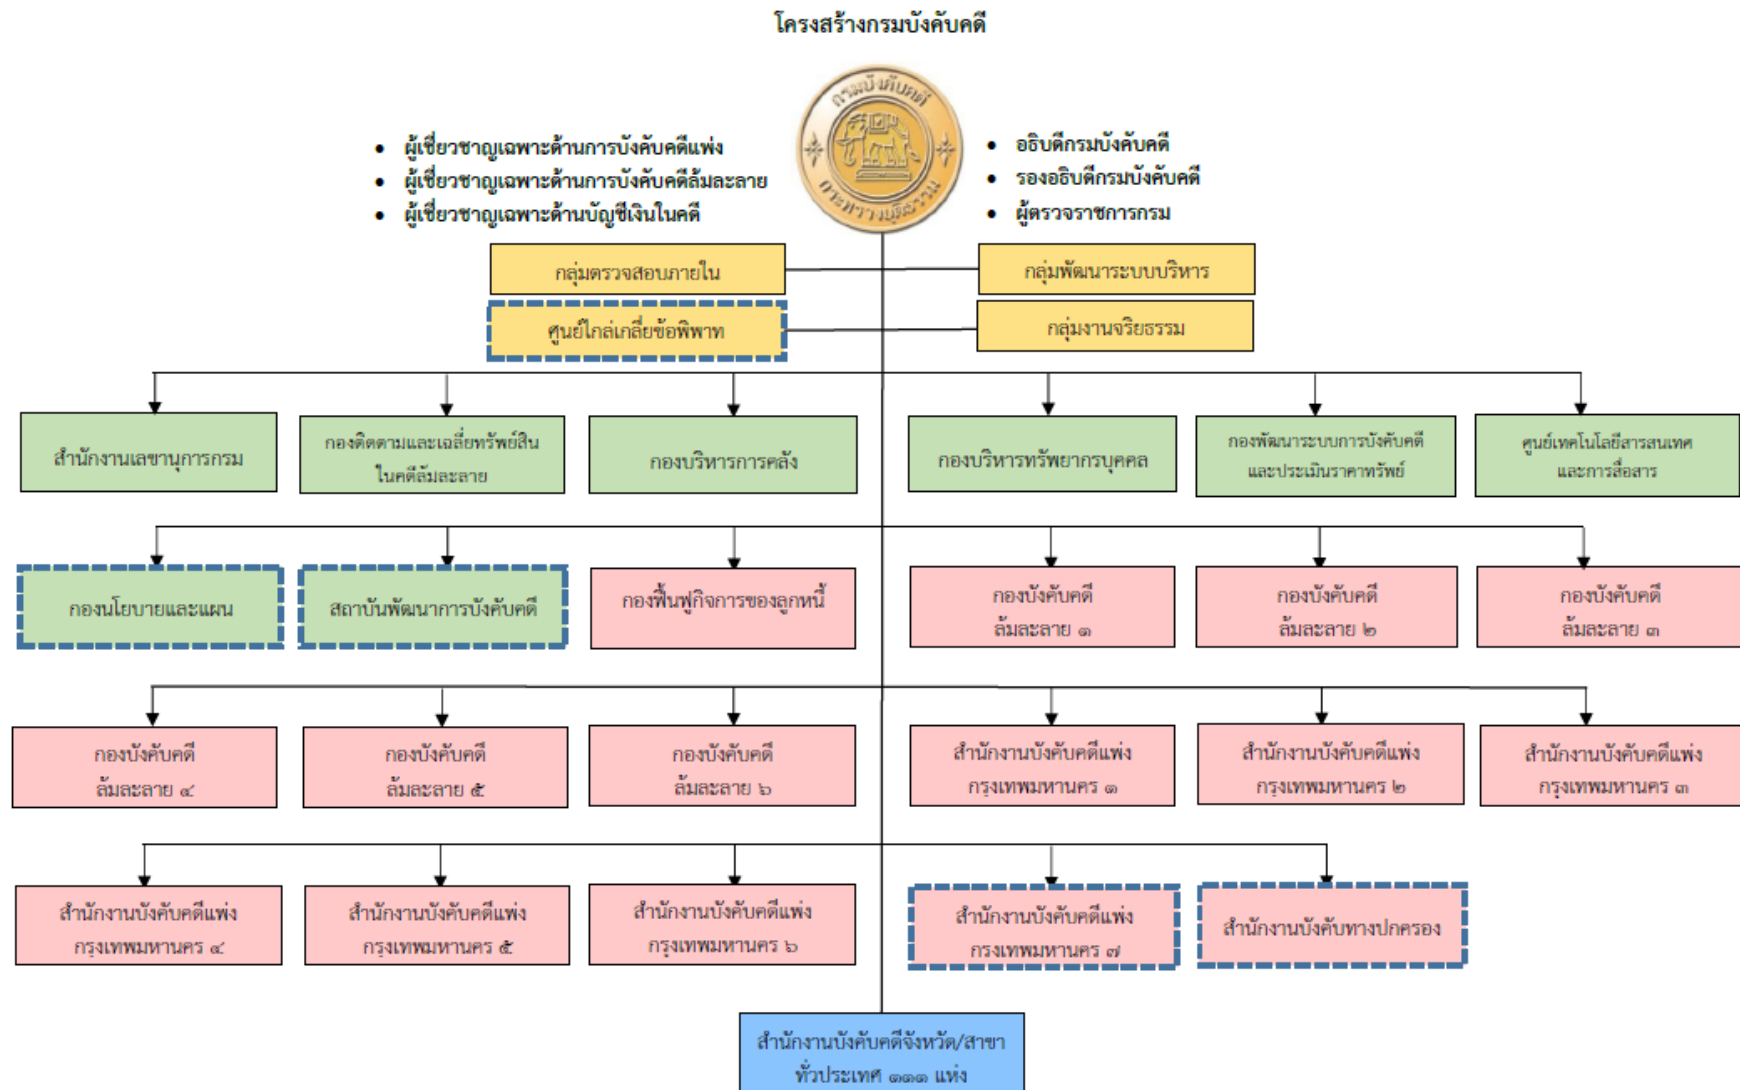 โครงสร้างกรมบังคับคดี
กรมบังคับคดี
กระทรวงยุติธรรม
• ผู้เชี่ยวชาญเฉพาะด้านการบังคับคดีแพ่ง
• ผู้เชี่ยวชาญเฉพาะด้านการบังคับคดีล้มละลาย
• ผู้เชี่ยวชาญเฉพาะด้านบัญชีเงินในคดี
• อธิบดีกรมบังคับคดี
• รองอธิบดีกรมบังคับคดี
• ผู้ตรวจราชการกรม
กลุ่มตรวจสอบภายใน
กลุ่มพัฒนาระบบบริหาร
ศูนย์ไกล่เกลี่ยข้อพิพาท
กลุ่มงานจริยธรรม
สำนักงานเลขานุการกรม
กองติดตามและเฉลี่ยทรัพย์สิน
ในคดีล้มละลาย
กองบริหารการคลัง
กองบริหารทรัพยากรบุคคล
กองพัฒนาระบบการบังคับคดี
และประเมินราคาทรัพย์
ศูนย์เทคโนโลยีสารสนเทศ
และการสื่อสาร
กองนโยบายและแผน
สถาบันพัฒนาการบังคับคดี
กองฟื้นฟูกิจการของลูกหนี้
กองบังคับคดี
ล้มละลาย ๑
กองบังคับคดี
ล้มละลาย ๒
กองบังคับคดี
ล้มละลาย ๓
กองบังคับคดี
ล้มละลาย ๔
กองบังคับคดี
ล้มละลาย ๕
กองบังคับคดี
ล้มละลาย ๖
สำนักงานบังคับคดีแพ่ง
กรุงเทพมหานคร ๑
สำนักงานบังคับคดีแพ่ง
กรุงเทพมหานคร ๒
สำนักงานบังคับคดีแพ่ง
กรุงเทพมหานคร ๓
สำนักงานบังคับคดีแพ่ง
กรุงเทพมหานคร ๔
สำนักงานบังคับคดีแพ่ง
กรุงเทพมหานคร ๕
สำนักงานบังคับคดีแพ่ง
กรุงเทพมหานคร ๖
สำนักงานบังคับคดีแพ่ง
กรุงเทพมหานคร ๗
สำนักงานบังคับทางปกครอง
สำนักงานบังคับคดีจังหวัด/สาขา
ทั่วประเทศ ๑๑๑ แห่ง